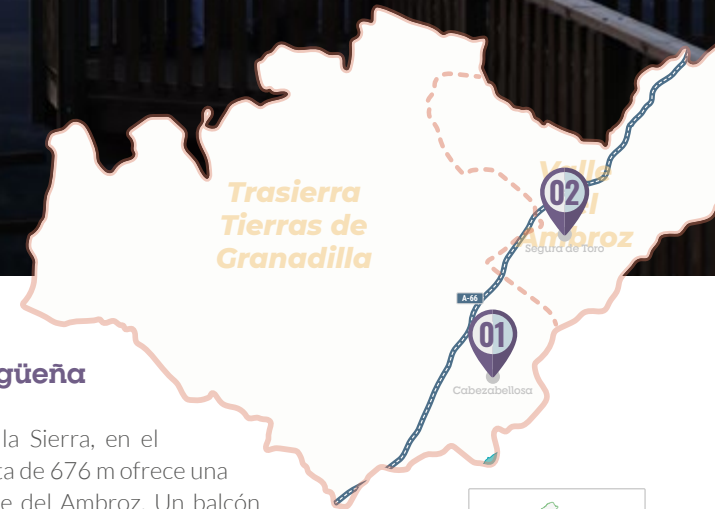 Trasierra
Tierras de
Granadilla
Valle
del
Ambroz
02
Segura de Toro
A-66
01
Cabezabellosa
güeña
la Sierra, en el
ta de 676 m ofrece una
e del Ambroz. Un balcón